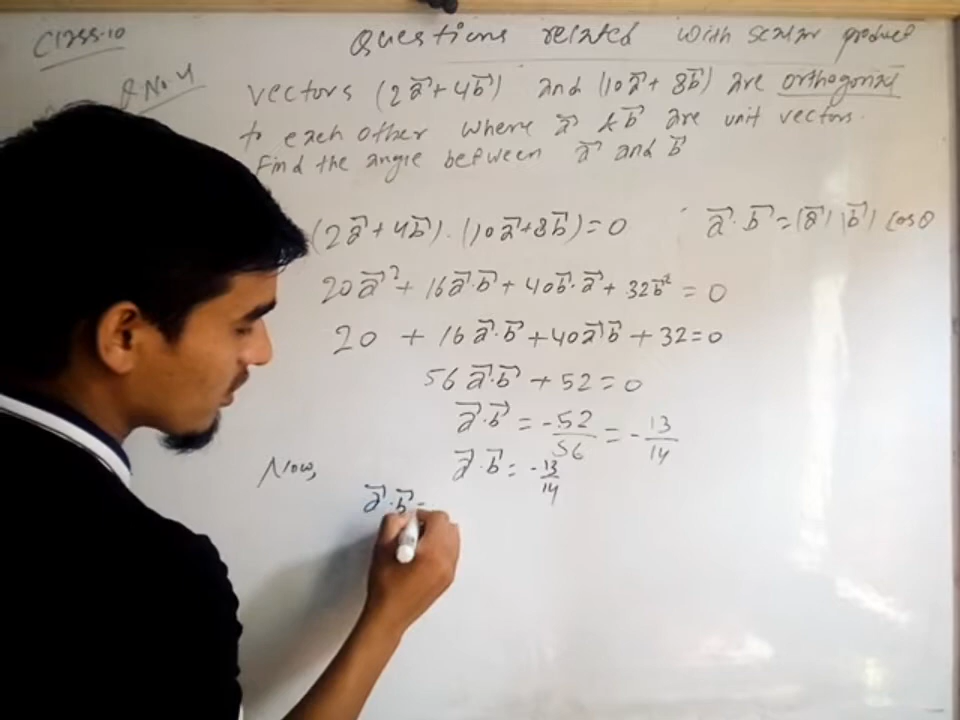 Class-10
Questions related with scalar product
Q No. 4
vectors (2a⃗ + 4b⃗) and (10a⃗ + 8b⃗) are orthogonal
to each other where a⃗ & b⃗ are unit vectors.
Find the angle between a⃗ and b⃗
(2a⃗ + 4b⃗) . (10a⃗ + 8b⃗) = 0
a⃗ . b⃗ = |a⃗| |b⃗| cos θ
20a⃗² + 16a⃗.b⃗ + 40b⃗.a⃗ + 32b⃗² = 0
20 + 16a⃗.b⃗ + 40a⃗b⃗ + 32 = 0
56a⃗.b⃗ + 52 = 0
a⃗.b⃗ = -52/56 = -13/14
a⃗.b⃗ = -13/14
Now,
a⃗.b⃗ =